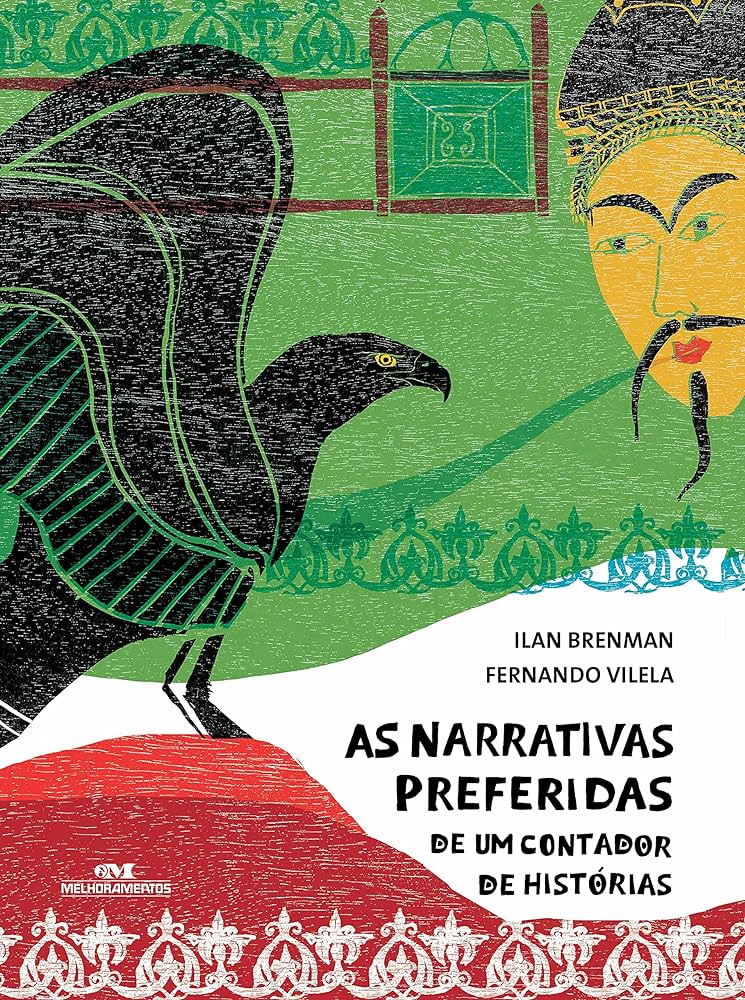 ILAN BRENMAN
FERNANDO VILELA
AS NARRATIVAS
PREFERIDAS
DE UM CONTADOR
DE HISTÓRIAS
MELHORAMENTOS